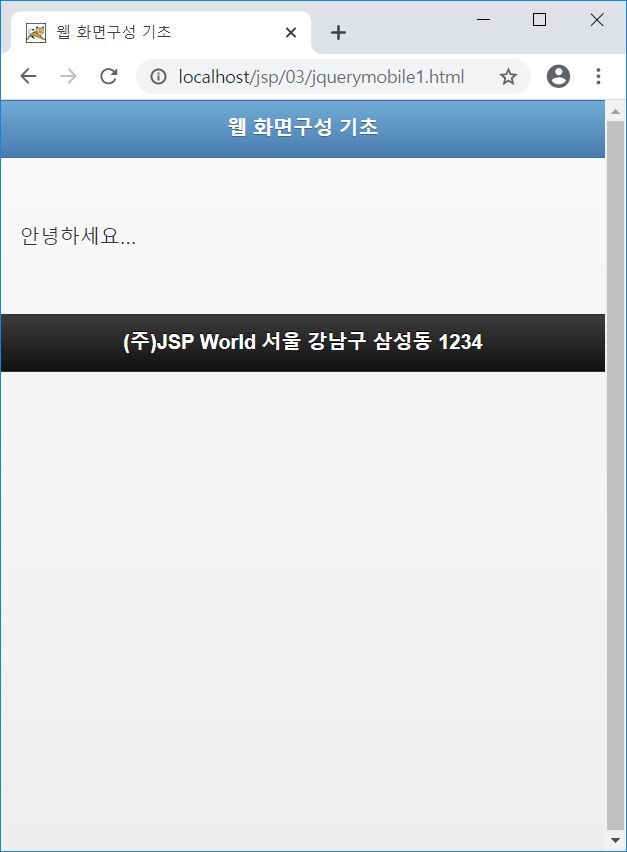 웹 화면구성 기초
localhost/jsp/03/jquerymobile1.html
웹 화면구성 기초
안녕하세요...
(주)JSP World 서울 강남구 삼성동 1234